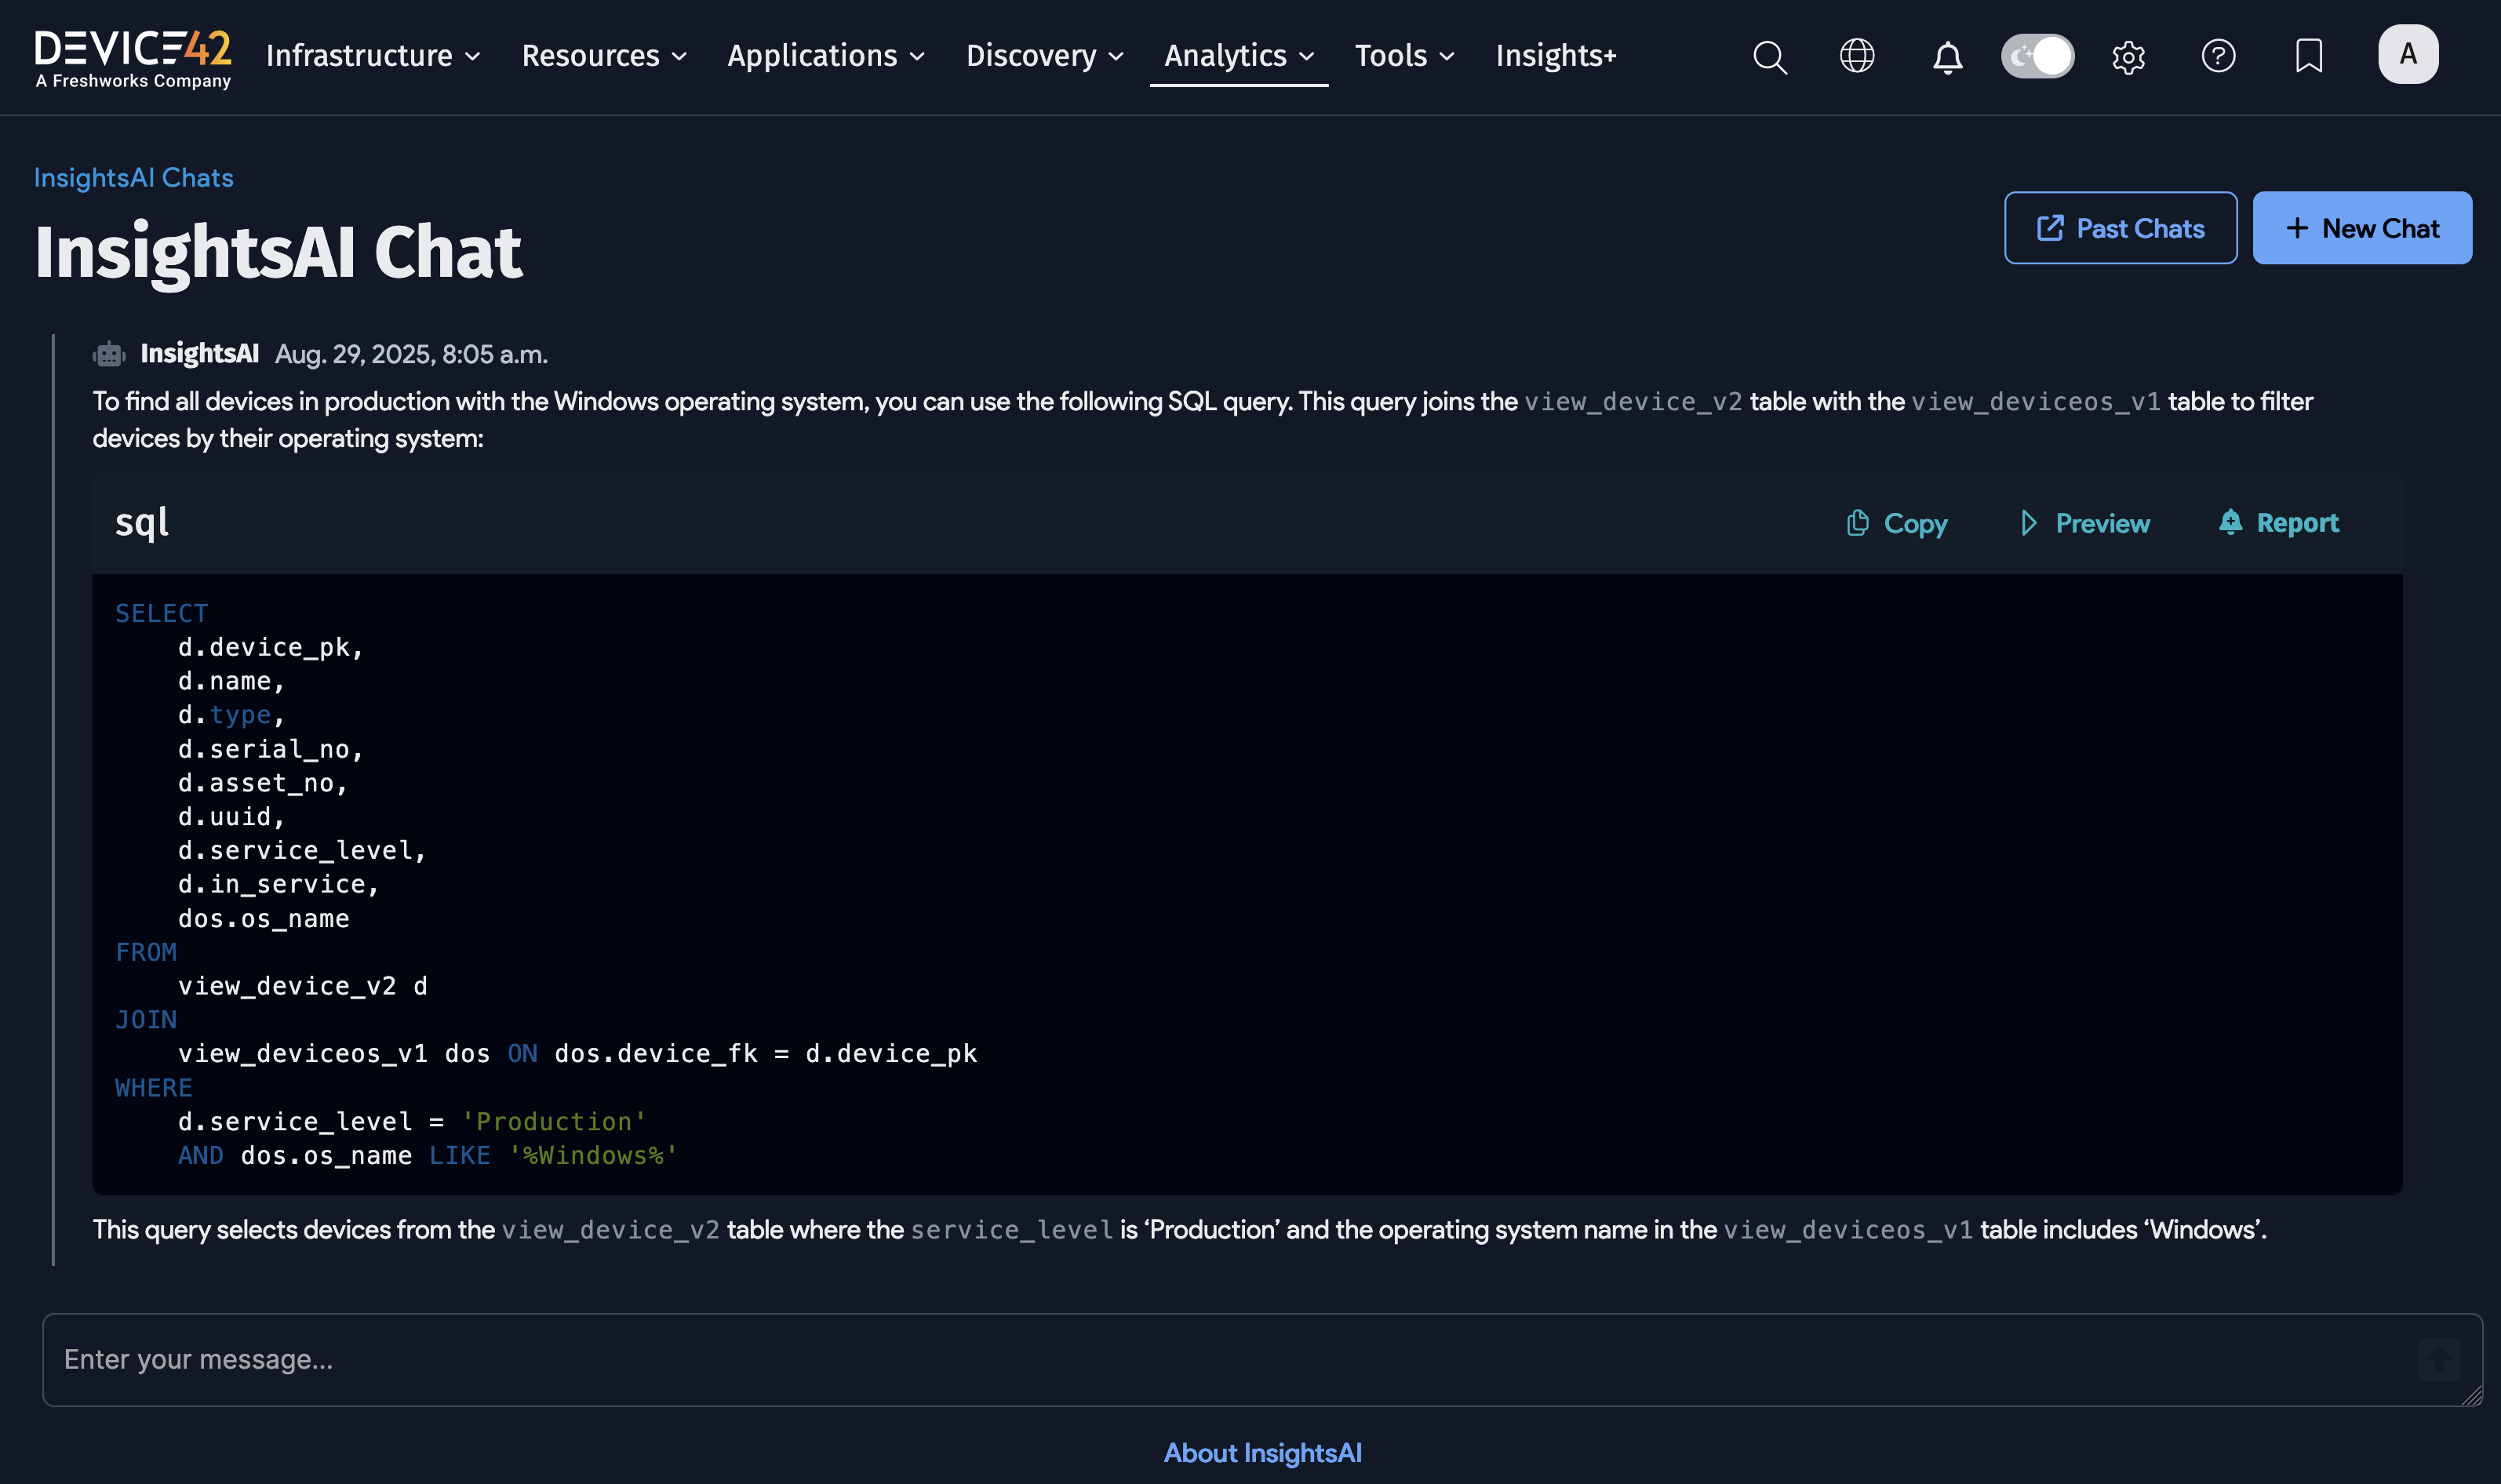 DEVICE42
A Freshworks Company
Infrastructure Resources Applications Discovery Analytics Tools Insights+ A
InsightsAI Chats
InsightsAI Chat
Past Chats
+ New Chat
InsightsAI Aug. 29, 2025, 8:05 a.m.
To find all devices in production with the Windows operating system, you can use the following SQL query. This query joins the view_device_v2 table with the view_deviceos_v1 table to filter
devices by their operating system:
sql Copy Preview Report
SELECT
    d.device_pk,
    d.name,
    d.type,
    d.serial_no,
    d.asset_no,
    d.uuid,
    d.service_level,
    d.in_service,
    dos.os_name
FROM
    view_device_v2 d
JOIN
    view_deviceos_v1 dos ON dos.device_fk = d.device_pk
WHERE
    d.service_level = 'Production'
    AND dos.os_name LIKE '%Windows%'
This query selects devices from the view_device_v2 table where the service_level is ‘Production’ and the operating system name in the view_deviceos_v1 table includes ‘Windows’.
Enter your message...
About InsightsAI